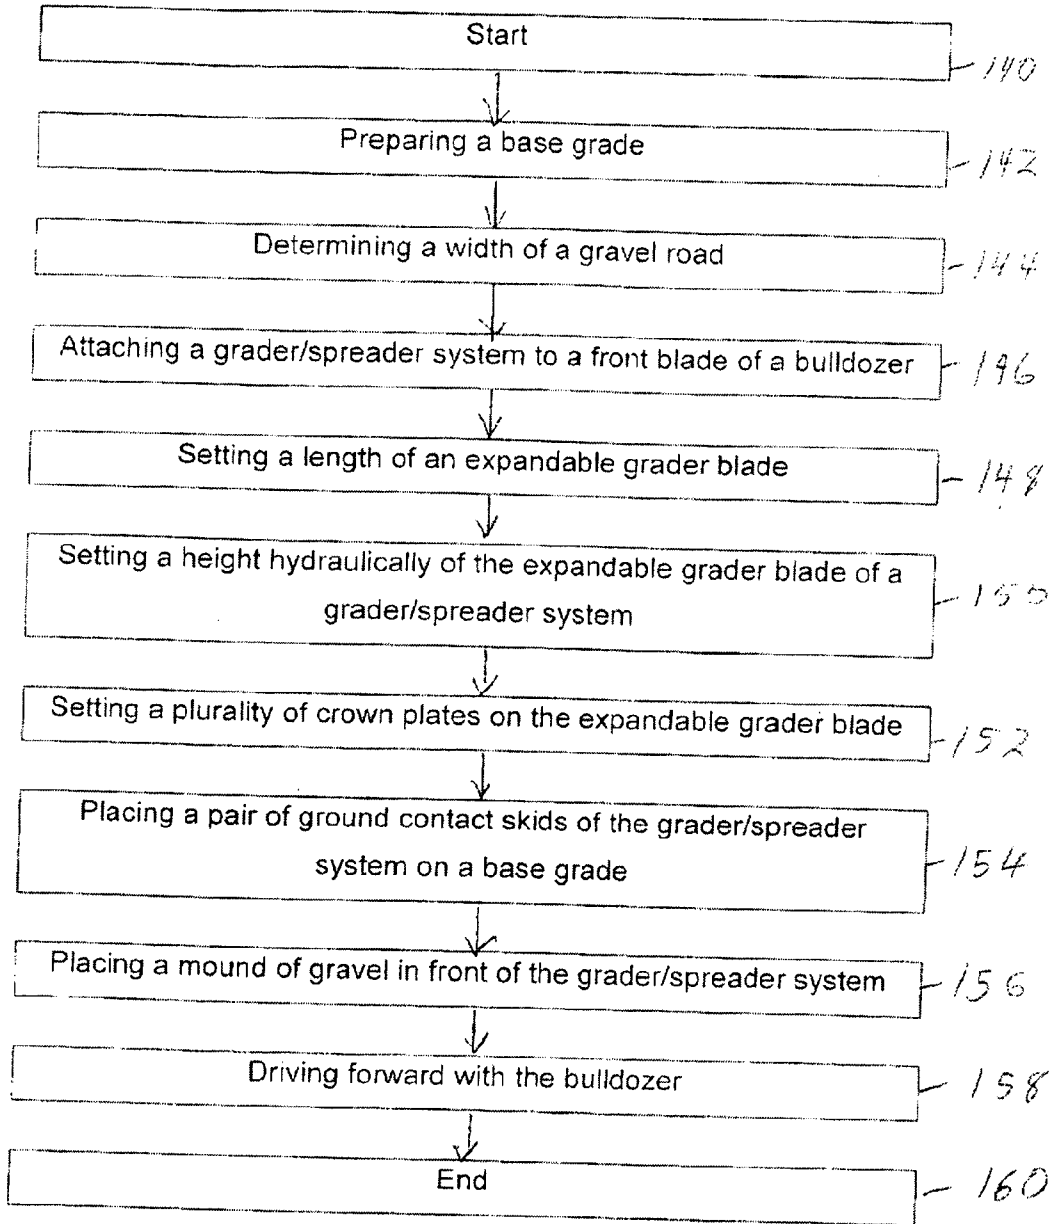 Start
140
Preparing a base grade
142
Determining a width of a gravel road
144
Attaching a grader/spreader system to a front blade of a bulldozer
146
Setting a length of an expandable grader blade
148
Setting a height hydraulically of the expandable grader blade of a
grader/spreader system
150
Setting a plurality of crown plates on the expandable grader blade
152
Placing a pair of ground contact skids of the grader/spreader
system on a base grade
154
Placing a mound of gravel in front of the grader/spreader system
156
Driving forward with the bulldozer
158
End
160